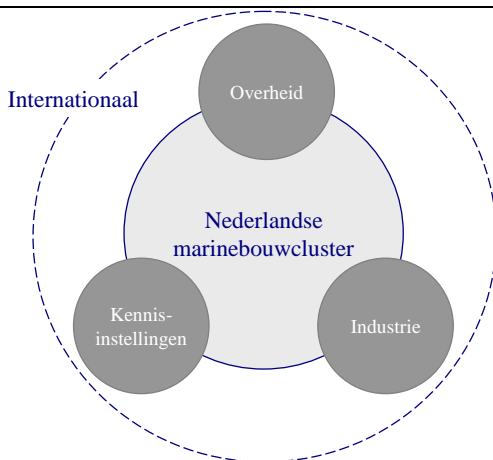 Overheid
Internationaal
Nederlandse
marinebouwcluster
Kennis-
instellingen
Industrie